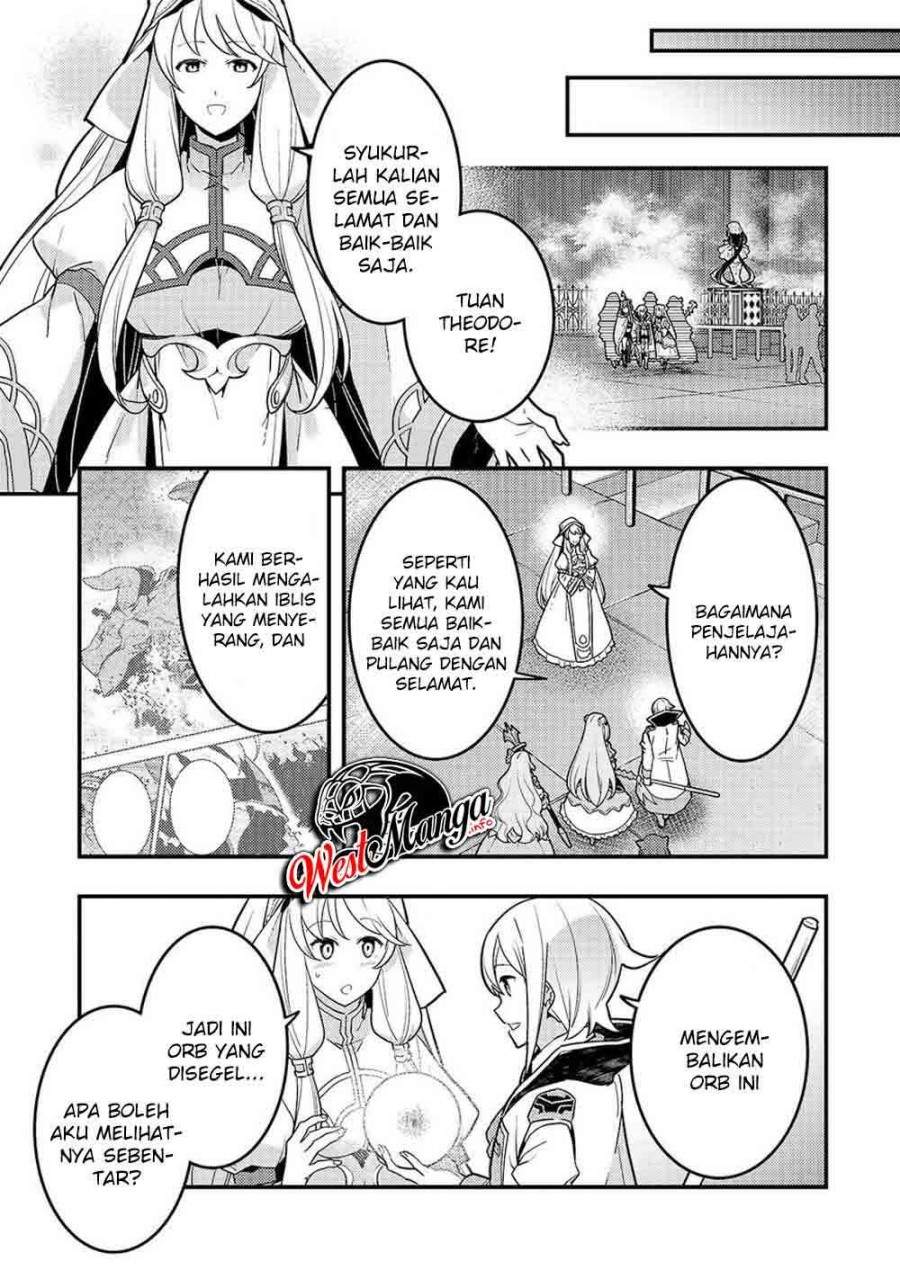 TUAN
THEODO-
RE!
SYUKUR-
LAH KALIAN
SEMUA SE-
LAMAT DAN
BAIK-BAIK
SAJA.
BAGAIMANA
PENJELAJA-
HANNYA?
SEPERTI
YANG KAU
LIHAT, KAMI
SEMUA BAIK-
BAIK SAJA DAN
PULANG DENGAN
SELAMAT.
KAMI BER-
HASIL MENGA-
LAHKAN IBLIS
YANG MENYE-
RANG, DAN
WestManga
.info
MENGEM-
BALIKAN
ORB INI
JADI INI
ORB YANG
DISEGEL...
APA BOLEH
AKU MELIHAT-
NYA SEBEN-
TAR?